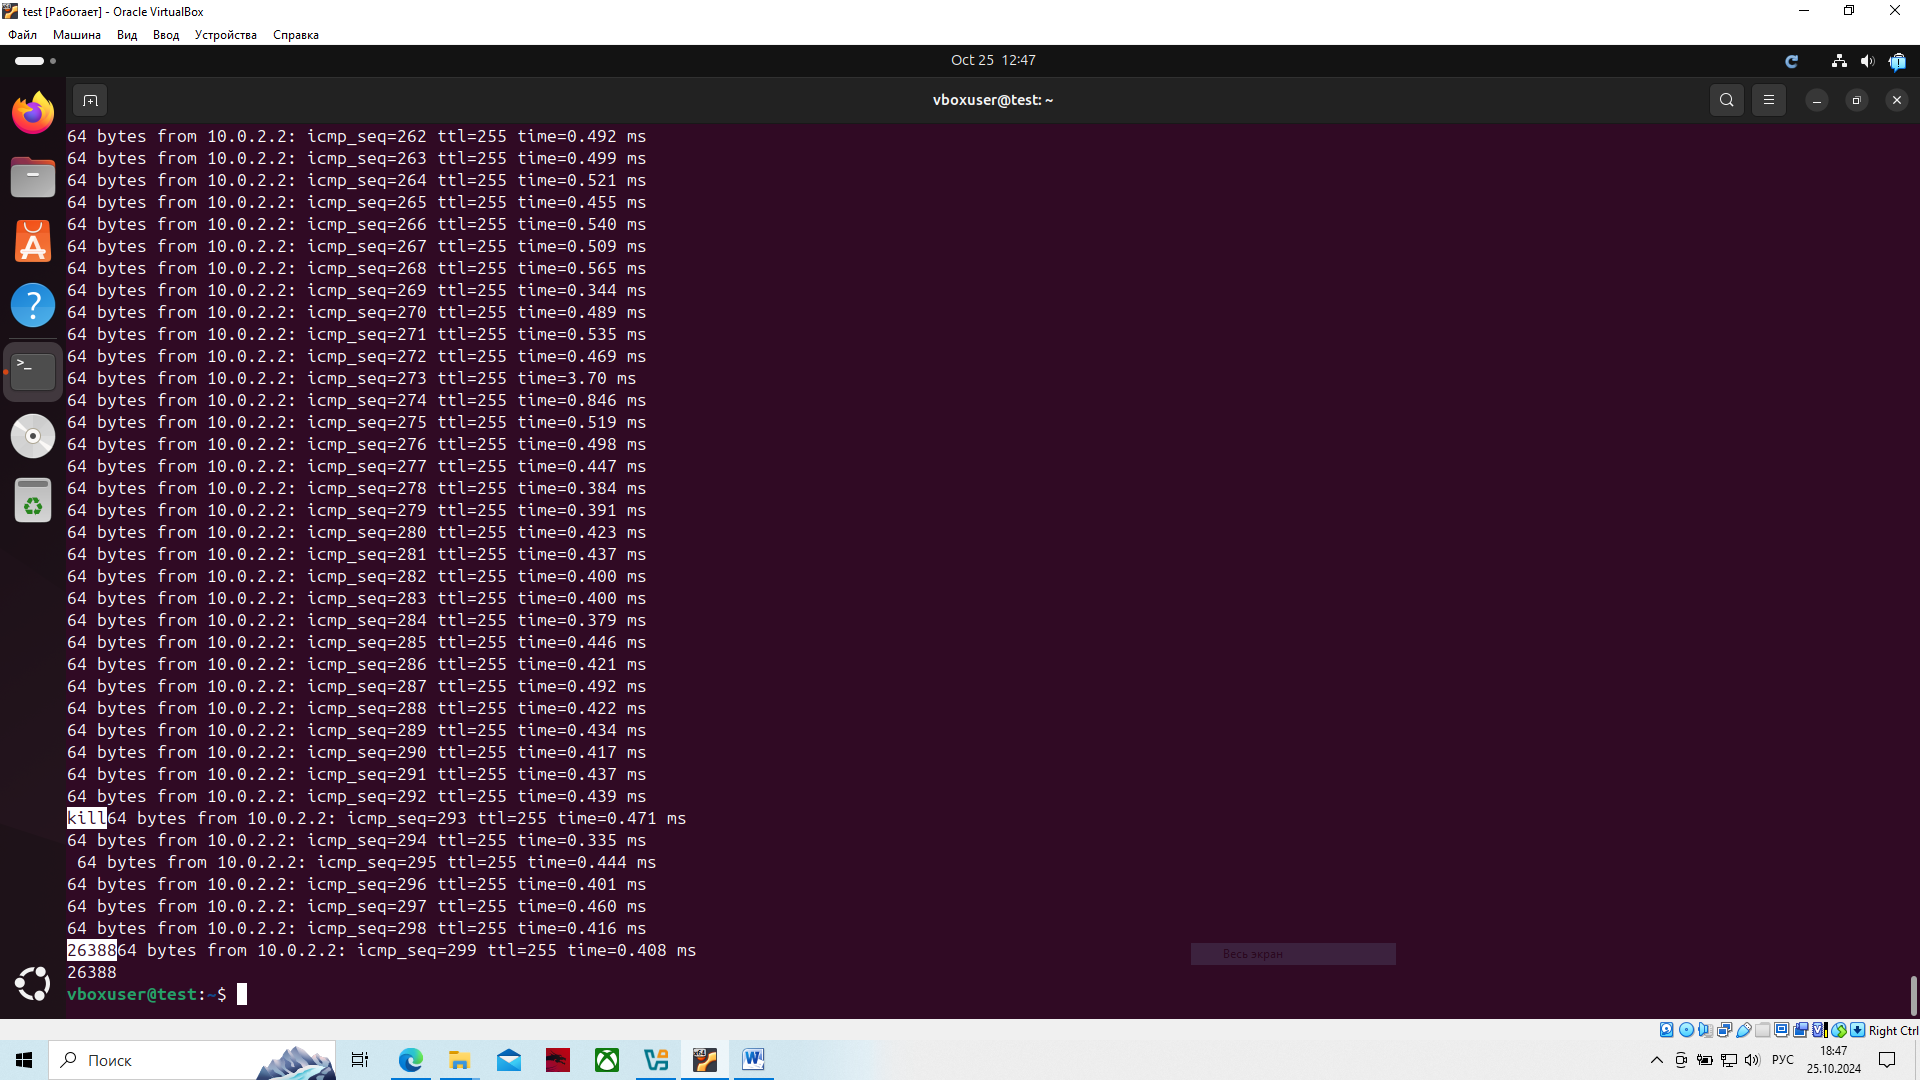 test [Работает] - Oracle VirtualBox
Файл Машина Вид Ввод Устройства Справка
Oct 25 12:47
vboxuser@test: ~
64 bytes from 10.0.2.2: icmp_seq=262 ttl=255 time=0.492 ms
64 bytes from 10.0.2.2: icmp_seq=263 ttl=255 time=0.499 ms
64 bytes from 10.0.2.2: icmp_seq=264 ttl=255 time=0.521 ms
64 bytes from 10.0.2.2: icmp_seq=265 ttl=255 time=0.455 ms
64 bytes from 10.0.2.2: icmp_seq=266 ttl=255 time=0.540 ms
64 bytes from 10.0.2.2: icmp_seq=267 ttl=255 time=0.509 ms
64 bytes from 10.0.2.2: icmp_seq=268 ttl=255 time=0.565 ms
64 bytes from 10.0.2.2: icmp_seq=269 ttl=255 time=0.344 ms
64 bytes from 10.0.2.2: icmp_seq=270 ttl=255 time=0.489 ms
64 bytes from 10.0.2.2: icmp_seq=271 ttl=255 time=0.535 ms
64 bytes from 10.0.2.2: icmp_seq=272 ttl=255 time=0.469 ms
64 bytes from 10.0.2.2: icmp_seq=273 ttl=255 time=3.70 ms
64 bytes from 10.0.2.2: icmp_seq=274 ttl=255 time=0.846 ms
64 bytes from 10.0.2.2: icmp_seq=275 ttl=255 time=0.519 ms
64 bytes from 10.0.2.2: icmp_seq=276 ttl=255 time=0.498 ms
64 bytes from 10.0.2.2: icmp_seq=277 ttl=255 time=0.447 ms
64 bytes from 10.0.2.2: icmp_seq=278 ttl=255 time=0.384 ms
64 bytes from 10.0.2.2: icmp_seq=279 ttl=255 time=0.391 ms
64 bytes from 10.0.2.2: icmp_seq=280 ttl=255 time=0.423 ms
64 bytes from 10.0.2.2: icmp_seq=281 ttl=255 time=0.437 ms
64 bytes from 10.0.2.2: icmp_seq=282 ttl=255 time=0.400 ms
64 bytes from 10.0.2.2: icmp_seq=283 ttl=255 time=0.400 ms
64 bytes from 10.0.2.2: icmp_seq=284 ttl=255 time=0.379 ms
64 bytes from 10.0.2.2: icmp_seq=285 ttl=255 time=0.446 ms
64 bytes from 10.0.2.2: icmp_seq=286 ttl=255 time=0.421 ms
64 bytes from 10.0.2.2: icmp_seq=287 ttl=255 time=0.492 ms
64 bytes from 10.0.2.2: icmp_seq=288 ttl=255 time=0.422 ms
64 bytes from 10.0.2.2: icmp_seq=289 ttl=255 time=0.434 ms
64 bytes from 10.0.2.2: icmp_seq=290 ttl=255 time=0.417 ms
64 bytes from 10.0.2.2: icmp_seq=291 ttl=255 time=0.437 ms
64 bytes from 10.0.2.2: icmp_seq=292 ttl=255 time=0.439 ms
kill64 bytes from 10.0.2.2: icmp_seq=293 ttl=255 time=0.471 ms
64 bytes from 10.0.2.2: icmp_seq=294 ttl=255 time=0.335 ms
 64 bytes from 10.0.2.2: icmp_seq=295 ttl=255 time=0.444 ms
64 bytes from 10.0.2.2: icmp_seq=296 ttl=255 time=0.401 ms
64 bytes from 10.0.2.2: icmp_seq=297 ttl=255 time=0.460 ms
64 bytes from 10.0.2.2: icmp_seq=298 ttl=255 time=0.416 ms
2638864 bytes from 10.0.2.2: icmp_seq=299 ttl=255 time=0.408 ms
Весь экран
26388
vboxuser@test:~$
Right Ctrl
Поиск
РУС
18:47
25.10.2024